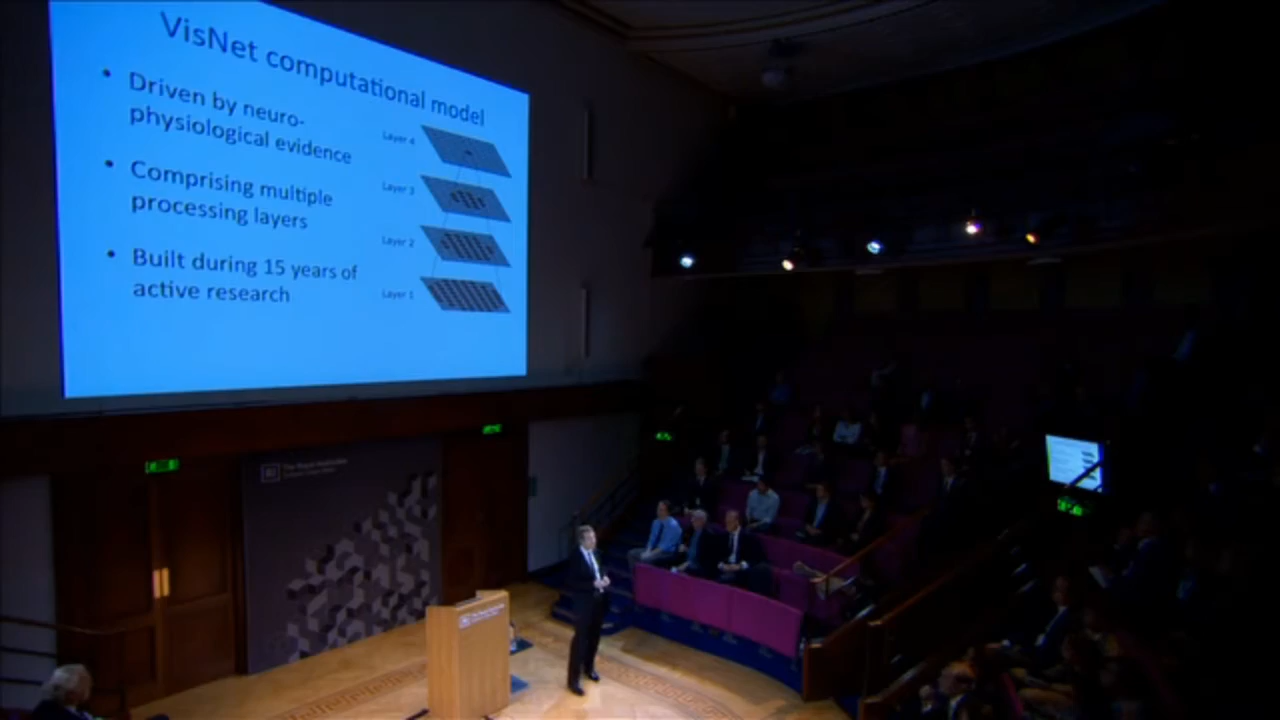 VisNet computational model
• Driven by neuro-
physiological evidence
• Comprising multiple
processing layers
• Built during 15 years of
active research
Layer 4
Layer 3
Layer 2
Layer 1